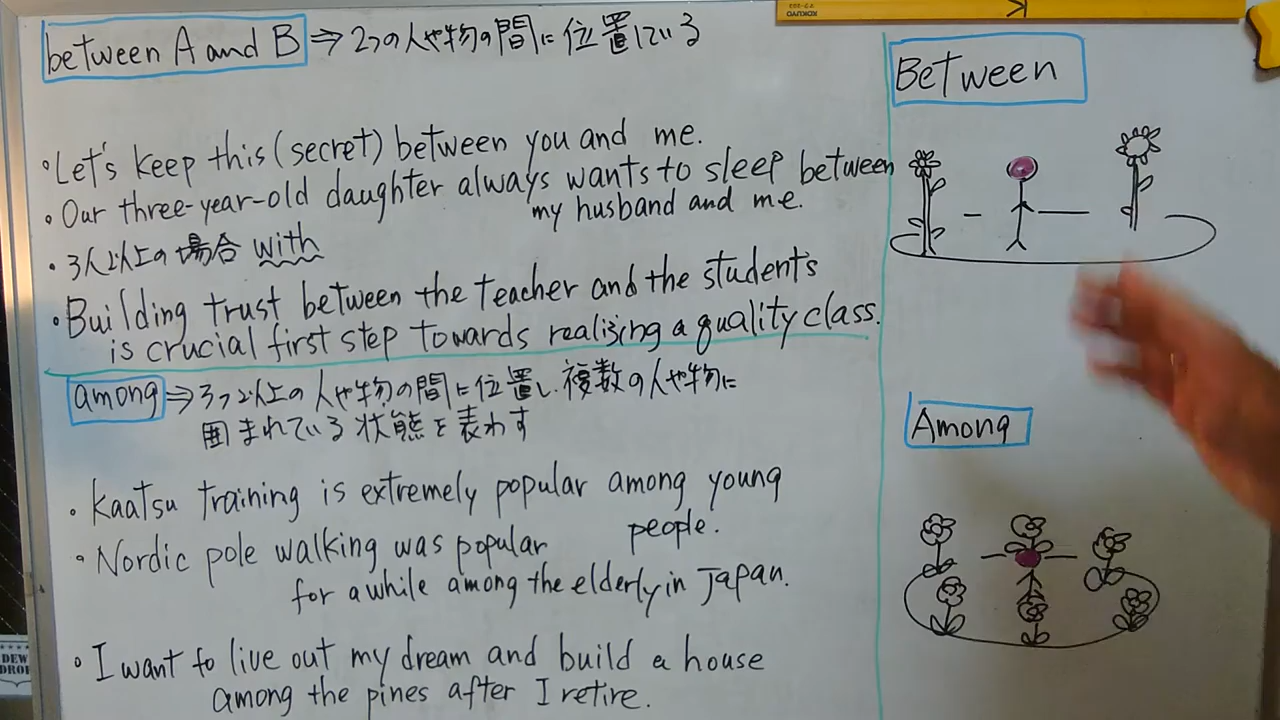 between A and B ⇒ 2つの人や物の間に位置している
・Let's keep this (secret) between you and me.
・Our three-year-old daughter always wants to sleep between
my husband and me.
・3人以上の場合 with
・Building trust between the teacher and the students
is crucial first step towards realising a quality class.
among ⇒ 3つ以上の人や物の間に位置し、複数の人や物に
囲まれている状態を表わす
・Kaatsu training is extremely popular among young
people.
・Nordic pole walking was popular
for a while among the elderly in Japan.
・I want to live out my dream and build a house
among the pines after I retire.
Between
Among
KOKUYO
DEW
DROP